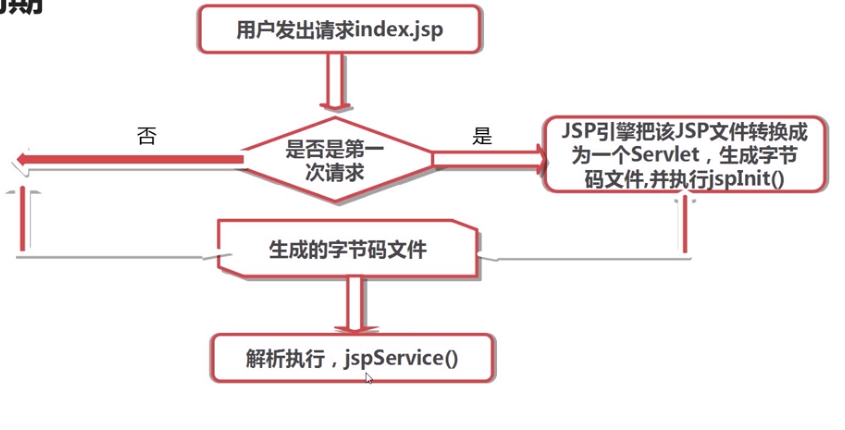 用户发出请求index.jsp
否
是
是否是第一
次请求
JSP引擎把该JSP文件转换成
为一个Servlet，生成字节
码文件,并执行jspInit()
生成的字节码文件
解析执行，jspService()